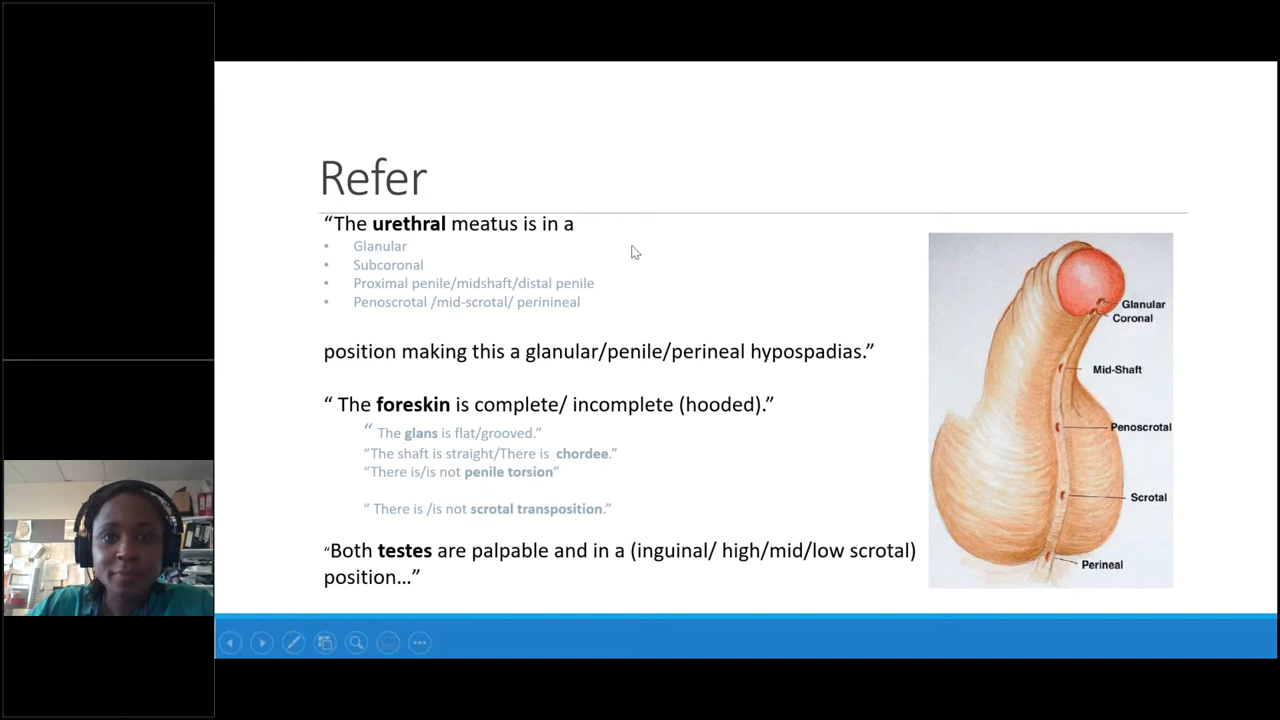 Refer
“The urethral meatus is in a
• Glanular
• Subcoronal
• Proximal penile/midshaft/distal penile
• Penoscrotal /mid-scrotal/ perinineal
position making this a glanular/penile/perineal hypospadias.”
“ The foreskin is complete/ incomplete (hooded).”
“ The glans is flat/grooved.”
“The shaft is straight/There is chordee.”
“There is/is not penile torsion”
“ There is /is not scrotal transposition.”
“Both testes are palpable and in a (inguinal/ high/mid/low scrotal)
position...”
Glanular
Coronal
Mid-Shaft
Penoscrotal
Scrotal
Perineal